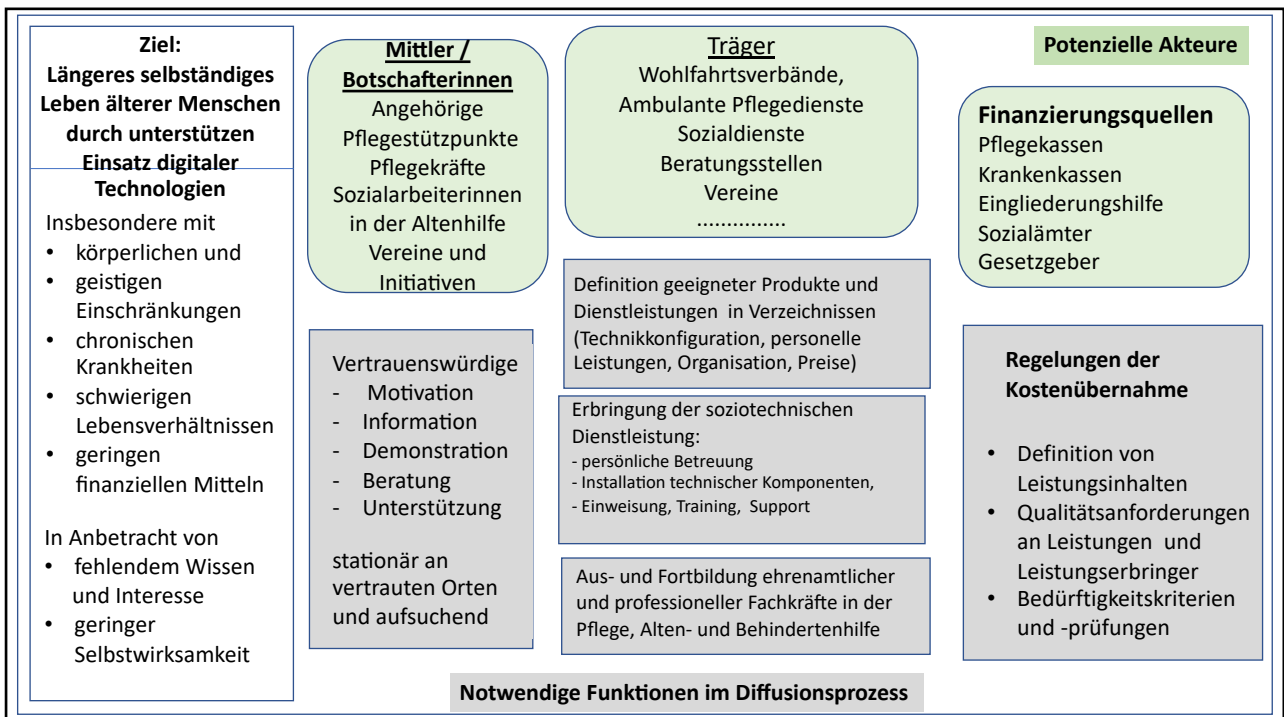 Ziel:
Längeres selbständiges
Leben älterer Menschen
durch unterstützen
Einsatz digitaler
Technologien
Insbesondere mit
• körperlichen und
• geistigen
Einschränkungen
• chronischen
Krankheiten
• schwierigen
Lebensverhältnissen
• geringen
finanziellen Mitteln
In Anbetracht von
• fehlendem Wissen
und Interesse
• geringer
Selbstwirksamkeit
Mittler /
Botschafterinnen
Angehörige
Pflegestützpunkte
Pflegekräfte
Sozialarbeiterinnen
in der Altenhilfe
Vereine und
Initiativen
Vertrauenswürdige
- Motivation
- Information
- Demonstration
- Beratung
- Unterstützung
stationär an
vertrauten Orten
und aufsuchend
Träger
Wohlfahrtsverbände,
Ambulante Pflegedienste
Sozialdienste
Beratungsstellen
Vereine
...............
Definition geeigneter Produkte und
Dienstleistungen in Verzeichnissen
(Technikkonfiguration, personelle
Leistungen, Organisation, Preise)
Erbringung der soziotechnischen
Dienstleistung:
- persönliche Betreuung
- Installation technischer Komponenten,
- Einweisung, Training, Support
Aus- und Fortbildung ehrenamtlicher
und professioneller Fachkräfte in der
Pflege, Alten- und Behindertenhilfe
Potenzielle Akteure
Finanzierungsquellen
Pflegekassen
Krankenkassen
Eingliederungshilfe
Sozialämter
Gesetzgeber
Regelungen der
Kostenübernahme
• Definition von
Leistungsinhalten
• Qualitätsanforderungen
an Leistungen und
Leistungserbringer
• Bedürftigkeitskriterien
und -prüfungen
Notwendige Funktionen im Diffusionsprozess